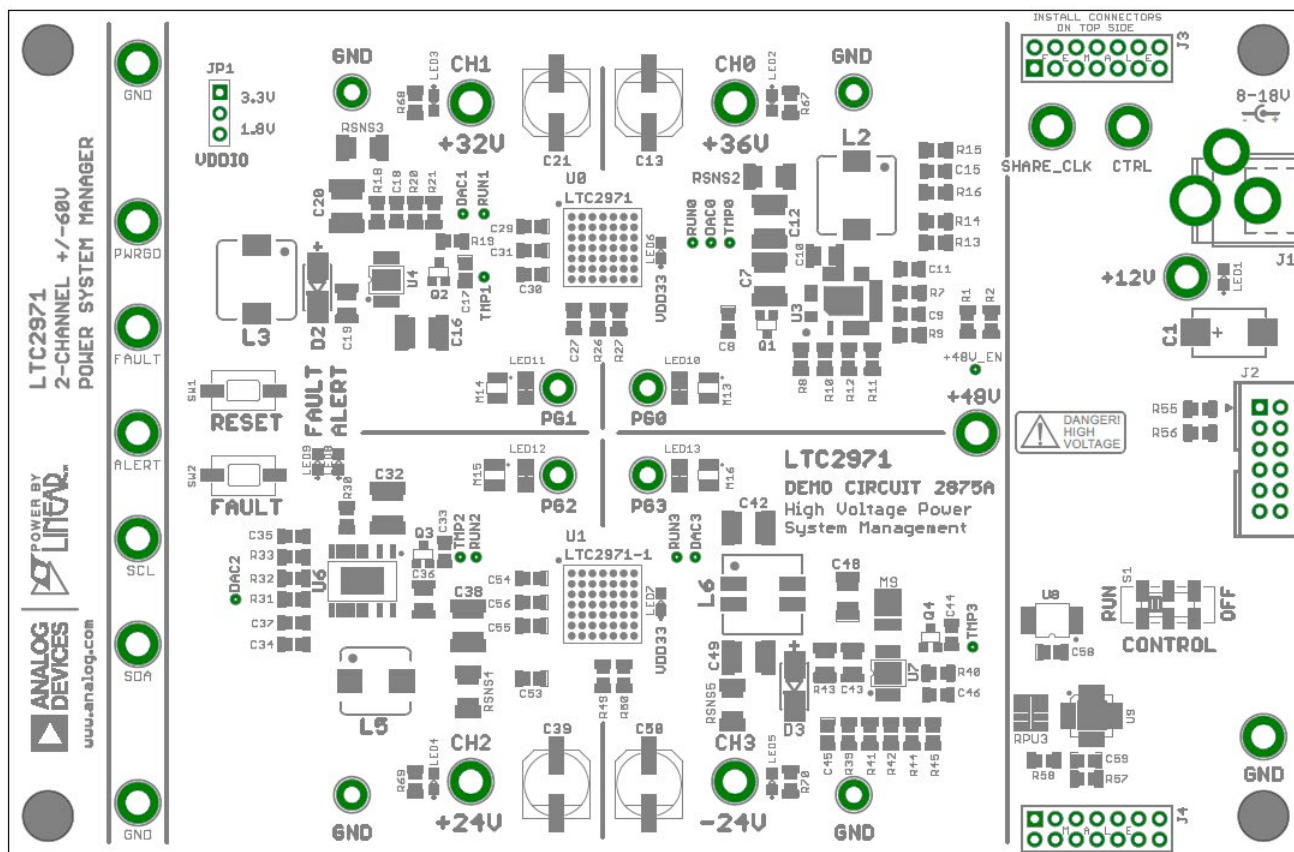 LTC2971
2-CHANNEL +/-60V
POWER SYSTEM MANAGER
POWER BY
LINEAR™
ANALOG
DEVICES
www.analog.com
GND
PWRGD
FAULT
ALERT
SCL
SDA
GND
JP1
3.3V
1.8V
VDDIO
GND
CH1
LED3
R68
+32V
RSNS3
C21
C13
CH0
LED2
R67
+36V
GND
L2
C20
R18
C18
R20
R21
DAC1
RUN1
U0
LTC2971
RSNS2
RUN0
DAC0
TMP0
C12
R15
C15
R16
R14
R13
L3
D2
C19
U4
R19
Q2
C17
TMP1
C16
C29
C31
C30
LED6
VDD33
C27
R26
R27
C7
C10
C8
Q1
U3
C11
R7
C9
R9
R1
R2
R8
R10
R12
R11
+48V_EN
+48V
SW1
RESET
FAULT
ALERT
M14
LED11
PG1
LED10
M13
PG0
SW2
FAULT
LED9
LED8
LED12
M15
PG2
LED13
M16
PG3
LTC2971
DEMO CIRCUIT 2875A
High Voltage Power
System Management
R30
C32
Q3
C33
TMP2
RUN2
U1
LTC2971-1
RUN3
DAC3
C42
C35
R33
R32
R31
C37
C34
DAC2
U6
C36
C38
C54
C56
C55
LED7
VDD33
L6
C48
M9
Q4
C44
TMP3
L5
RSNS4
C53
R49
R50
C49
RSNS5
D3
R43
C43
U7
R40
C46
C45
R39
R41
R42
R44
R45
CH2
LED4
R69
+24V
GND
C39
C50
CH3
LED5
R70
-24V
GND
INSTALL CONNECTORS
ON TOP SIDE
FEMALE
J3
8-18V
SHARE_CLK
CTRL
J1
+12V
LED1
C1
J2
R55
R56
DANGER!
HIGH
VOLTAGE
U8
C58
S1
RUN
OFF
CONTROL
RPU3
U9
R58
C59
R57
GND
MALE
J4